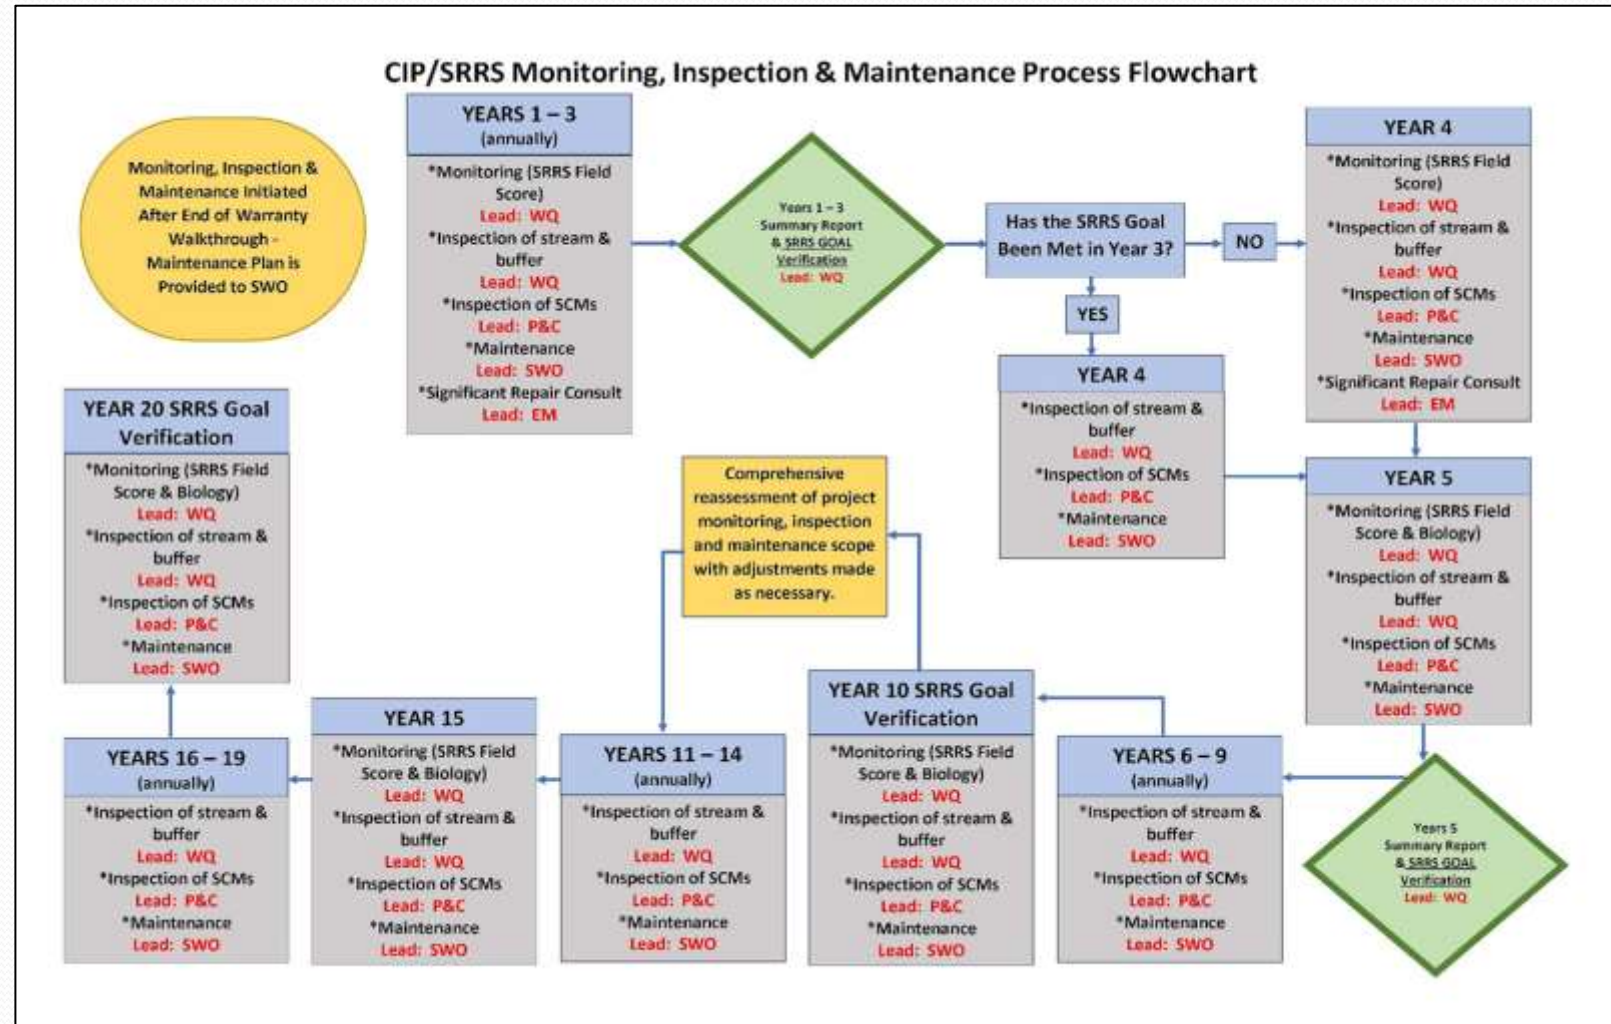 CIP/SRRS Monitoring, Inspection & Maintenance Process Flowchart
Monitoring, Inspection &
Maintenance Initiated
After End of Warranty
Walkthrough -
Maintenance Plan is
Provided to SWO
YEARS 1 – 3
(annually)
*Monitoring (SRRS Field
Score)
Lead: WQ
*Inspection of stream &
buffer
Lead: WQ
*Inspection of SCMs
Lead: P&C
*Maintenance
Lead: SWO
*Significant Repair Consult
Lead: EM
Years 1 – 3
Summary Report
& SRRS GOAL
Verification
Lead: WQ
Has the SRRS Goal
Been Met in Year 3?
NO
YES
YEAR 4
*Monitoring (SRRS Field
Score)
Lead: WQ
*Inspection of stream &
buffer
Lead: WQ
*Inspection of SCMs
Lead: P&C
*Maintenance
Lead: SWO
*Significant Repair Consult
Lead: EM
YEAR 4
*Inspection of stream &
buffer
Lead: WQ
*Inspection of SCMs
Lead: P&C
*Maintenance
Lead: SWO
YEAR 5
*Monitoring (SRRS Field
Score & Biology)
Lead: WQ
*Inspection of stream &
buffer
Lead: WQ
*Inspection of SCMs
Lead: P&C
*Maintenance
Lead: SWO
Years 5
Summary Report
& SRRS GOAL
Verification
Lead: WQ
YEARS 6 – 9
(annually)
*Inspection of stream &
buffer
Lead: WQ
*Inspection of SCMs
Lead: P&C
*Maintenance
Lead: SWO
YEAR 10 SRRS Goal
Verification
*Monitoring (SRRS Field
Score & Biology)
Lead: WQ
*Inspection of stream &
buffer
Lead: WQ
*Inspection of SCMs
Lead: P&C
*Maintenance
Lead: SWO
Comprehensive
reassessment of project
monitoring, inspection
and maintenance scope
with adjustments made
as necessary.
YEARS 11 – 14
(annually)
*Inspection of stream &
buffer
Lead: WQ
*Inspection of SCMs
Lead: P&C
*Maintenance
Lead: SWO
YEAR 15
*Monitoring (SRRS Field
Score & Biology)
Lead: WQ
*Inspection of stream &
buffer
Lead: WQ
*Inspection of SCMs
Lead: P&C
*Maintenance
Lead: SWO
YEARS 16 – 19
(annually)
*Inspection of stream &
buffer
Lead: WQ
*Inspection of SCMs
Lead: P&C
*Maintenance
Lead: SWO
YEAR 20 SRRS Goal
Verification
*Monitoring (SRRS Field
Score & Biology)
Lead: WQ
*Inspection of stream &
buffer
Lead: WQ
*Inspection of SCMs
Lead: P&C
*Maintenance
Lead: SWO